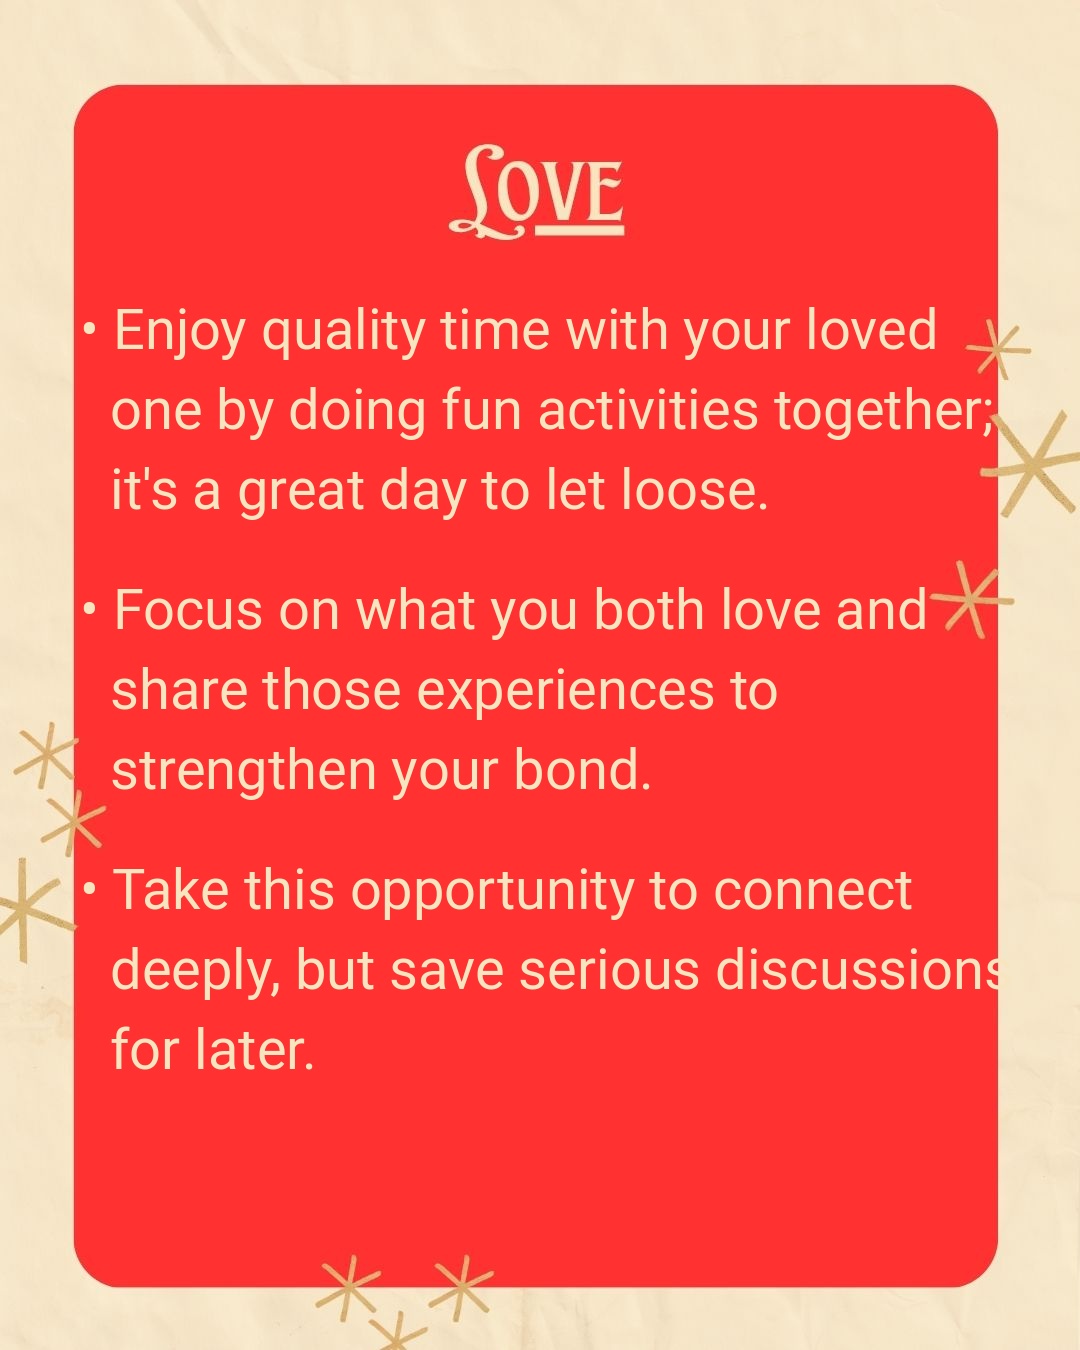 Love
• Enjoy quality time with your loved
one by doing fun activities together;
it's a great day to let loose.
• Focus on what you both love and
share those experiences to
strengthen your bond.
• Take this opportunity to connect
deeply, but save serious discussions
for later.